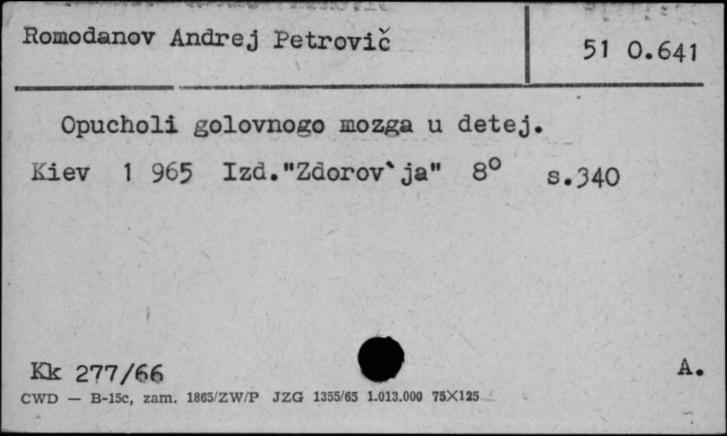 Romodanov Andrej Petrovič
51 0.641
Opucholi golovnogo mozga u detej.
Kiev 1 965 Izd."Zdorov`ja" 8° s.340
Kk 277/66
A.
CWD — B-15c, zam. 1865/ZW/P JZG 1355/65 1.013.000 75X125